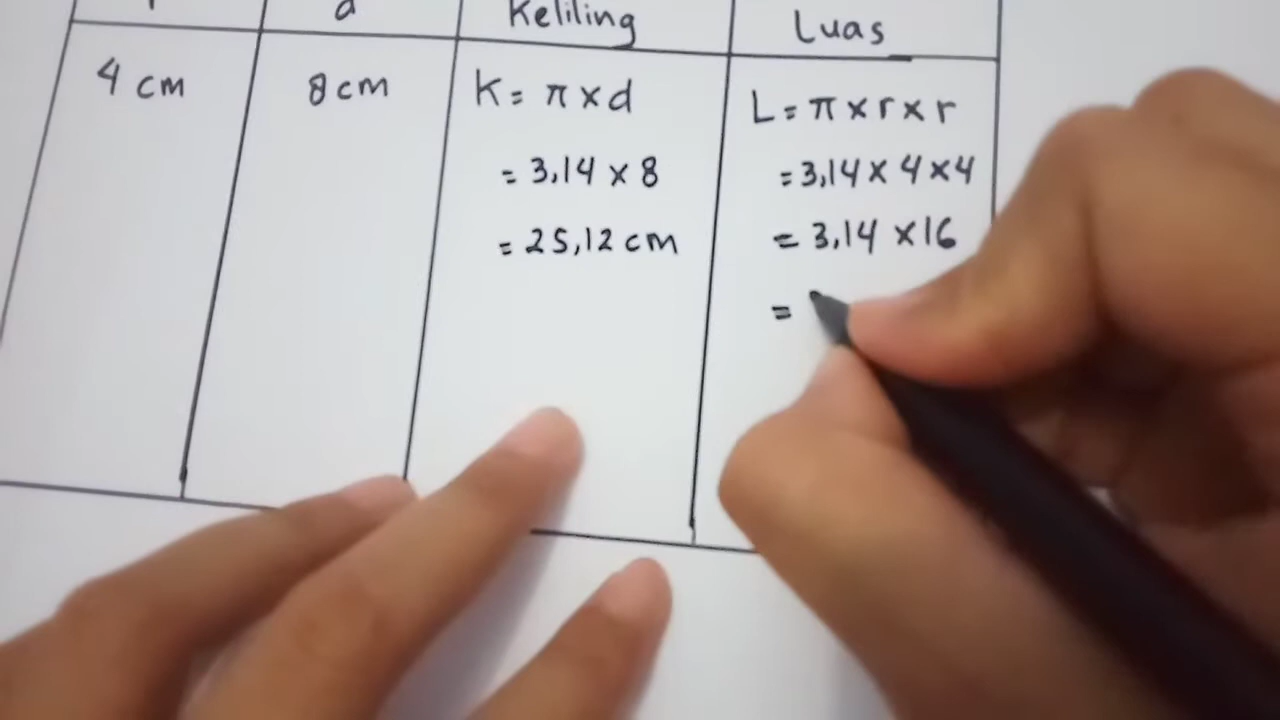 d Keliling Luas
4 cm 8 cm K = π x d L = π x r x r
= 3,14 x 8 = 3,14 x 4 x 4
= 25,12 cm = 3,14 x 16
=